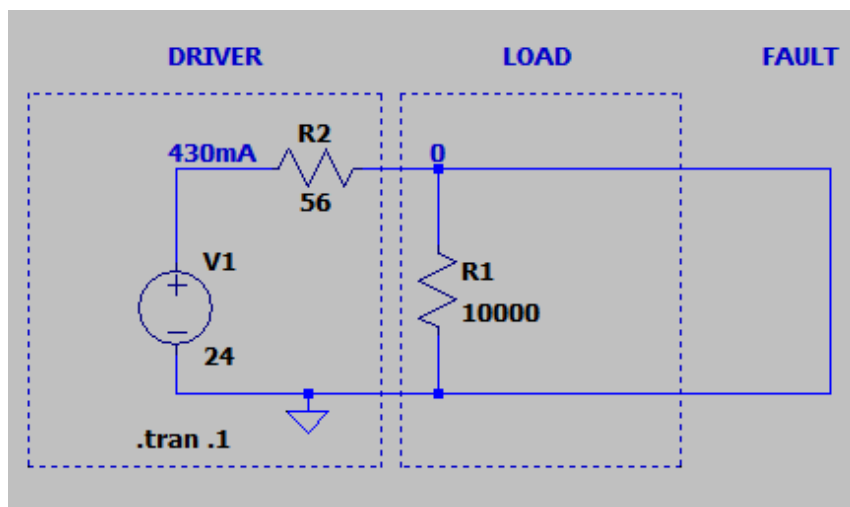 DRIVER LOAD FAULT
R2
430mA 0
56
V1
R1
10000
24
.tran .1